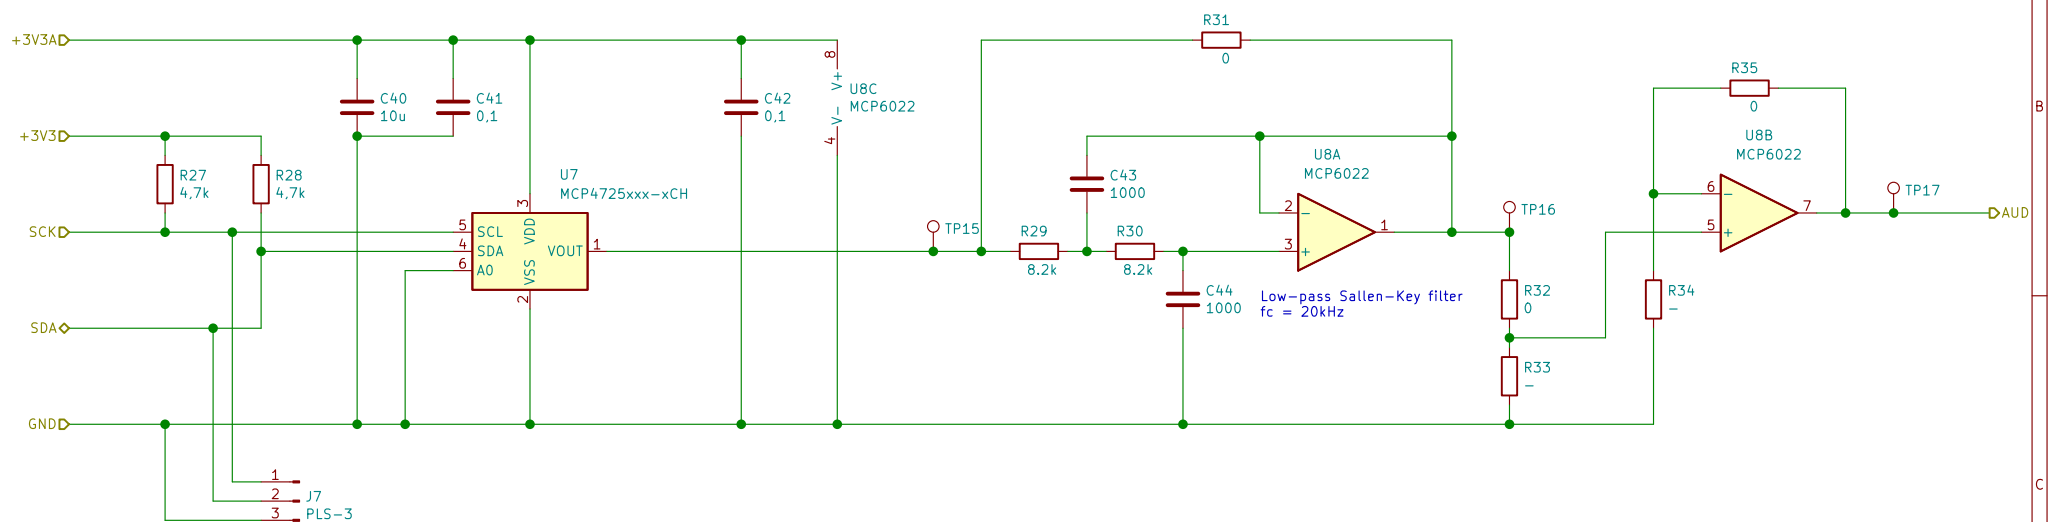 R31
0
+3V3A
8
V+
U8C
MCP6022
V-
4
C40
10u
C41
0,1
C42
0,1
R35
0
B
+3V3
R27
4,7k
R28
4,7k
U7
MCP4725xxx-xCH
C43
1000
U8A
MCP6022
2
-
3
+
1
U8B
MCP6022
6
-
5
+
7
TP17
AUD
SCK
5
SCL
4
SDA
6
A0
3
VDD
VSS
2
VOUT
1
TP15
R29
8.2k
R30
8.2k
TP16
C44
1000
Low-pass Sallen-Key filter
fc = 20kHz
R32
0
R34
-
SDA
R33
-
GND
1
2
3
J7
PLS-3
C